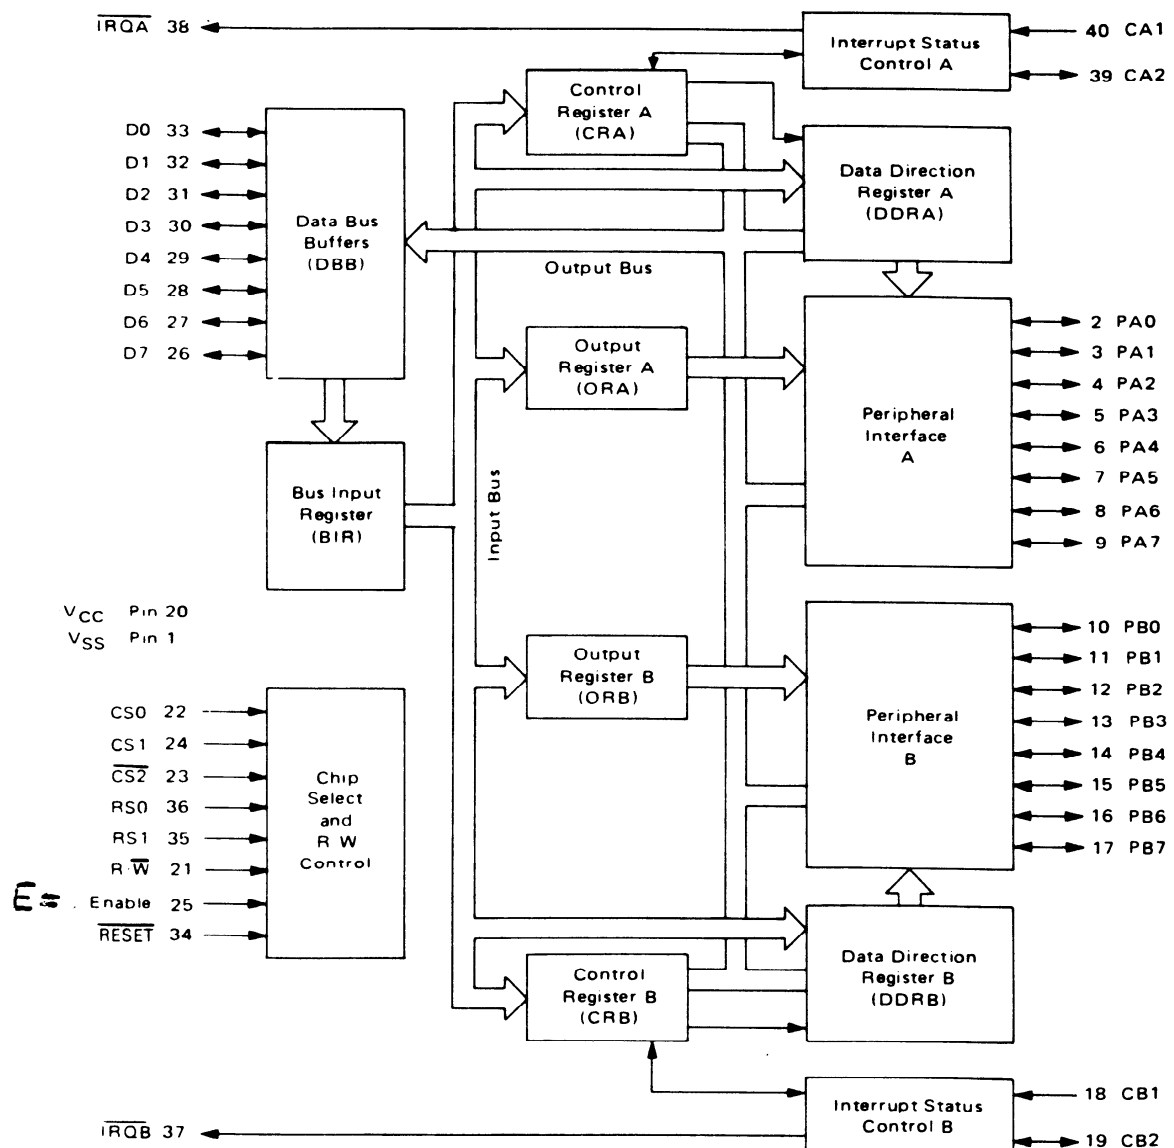 IRQA 38
Interrupt Status
Control A
40 CA1
39 CA2
Control
Register A
(CRA)
D0 33
D1 32
D2 31
D3 30
D4 29
D5 28
D6 27
D7 26
Data Bus
Buffers
(DBB)
Data Direction
Register A
(DDRA)
Output Bus
Output
Register A
(ORA)
Peripheral
Interface
A
2 PA0
3 PA1
4 PA2
5 PA3
6 PA4
7 PA5
8 PA6
9 PA7
Bus Input
Register
(BIR)
Input Bus
VCC Pin 20
VSS Pin 1
Output
Register B
(ORB)
Peripheral
Interface
B
10 PB0
11 PB1
12 PB2
13 PB3
14 PB4
15 PB5
16 PB6
17 PB7
CS0 22
CS1 24
CS2 23
RS0 36
RS1 35
R·W 21
E= Enable 25
RESET 34
Chip
Select
and
R W
Control
Control
Register B
(CRB)
Data Direction
Register B
(DDRB)
Interrupt Status
Control B
18 CB1
19 CB2
IRQB 37